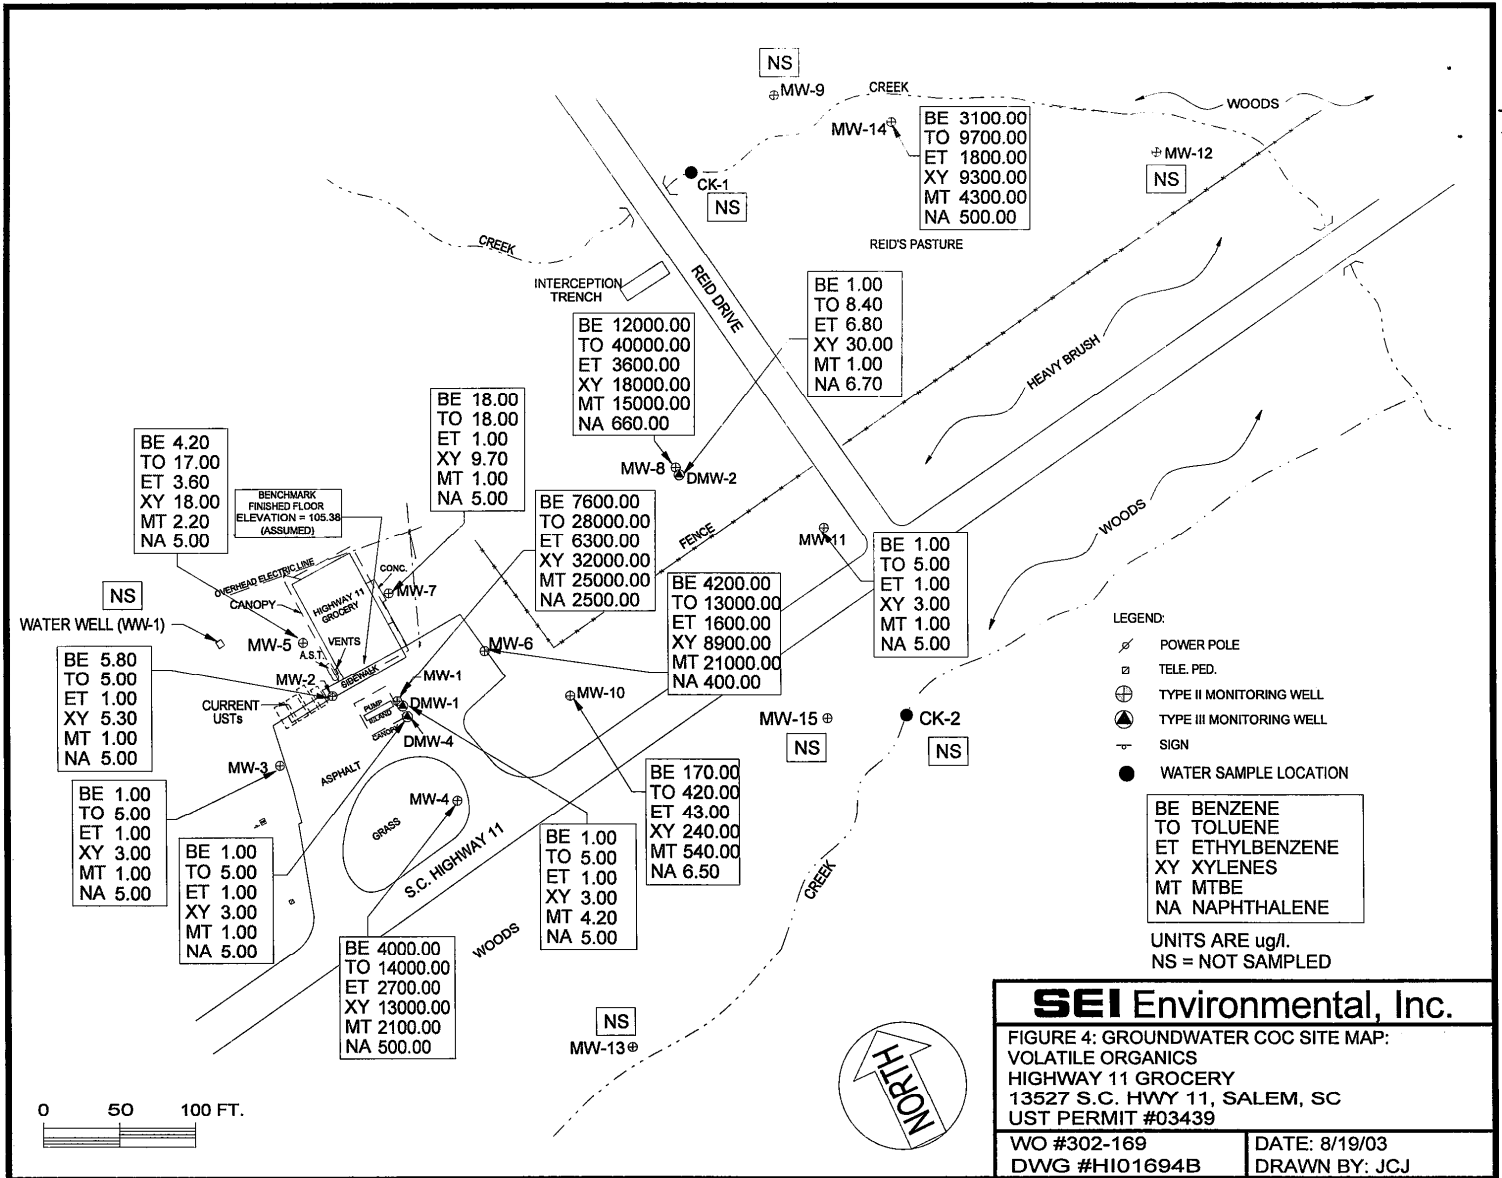 NS
MW-9
CREEK
WOODS
MW-14
BE 3100.00
TO 9700.00
ET 1800.00
XY 9300.00
MT 4300.00
NA 500.00
MW-12
NS
CK-1
NS
REID'S PASTURE
CREEK
INTERCEPTION
TRENCH
REID DRIVE
BE 1.00
TO 8.40
ET 6.80
XY 30.00
MT 1.00
NA 6.70
BE 12000.00
TO 40000.00
ET 3600.00
XY 18000.00
MT 15000.00
NA 660.00
HEAVY BRUSH
BE 18.00
TO 18.00
ET 1.00
XY 9.70
MT 1.00
NA 5.00
BE 4.20
TO 17.00
ET 3.60
XY 18.00
MT 2.20
NA 5.00
MW-8
DMW-2
BENCHMARK
FINISHED FLOOR
ELEVATION = 105.38
(ASSUMED)
BE 7600.00
TO 28000.00
ET 6300.00
XY 32000.00
MT 25000.00
NA 2500.00
FENCE
WOODS
MW-11
BE 1.00
TO 5.00
ET 1.00
XY 3.00
MT 1.00
NA 5.00
OVERHEAD ELECTRIC LINE
CONC.
MW-7
CANOPY
HIGHWAY 11
GROCERY
NS
WATER WELL (WW-1)
BE 4200.00
TO 13000.00
ET 1600.00
XY 8900.00
MT 21000.00
NA 400.00
MW-5
VENTS
A.S.T.
MW-6
BE 5.80
TO 5.00
ET 1.00
XY 5.30
MT 1.00
NA 5.00
MW-2
SIDEWALK
MW-1
CURRENT
USTs
PUMP
ISLAND
CANOPY
DMW-1
DMW-4
MW-10
MW-15
NS
CK-2
NS
LEGEND:
POWER POLE
TELE. PED.
TYPE II MONITORING WELL
TYPE III MONITORING WELL
SIGN
WATER SAMPLE LOCATION
MW-3
ASPHALT
BE 1.00
TO 5.00
ET 1.00
XY 3.00
MT 1.00
NA 5.00
MW-4
GRASS
S.C. HIGHWAY 11
BE 170.00
TO 420.00
ET 43.00
XY 240.00
MT 540.00
NA 6.50
BE 1.00
TO 5.00
ET 1.00
XY 3.00
MT 1.00
NA 5.00
BE 1.00
TO 5.00
ET 1.00
XY 3.00
MT 4.20
NA 5.00
CREEK
BE BENZENE
TO TOLUENE
ET ETHYLBENZENE
XY XYLENES
MT MTBE
NA NAPHTHALENE
UNITS ARE ug/l.
NS = NOT SAMPLED
WOODS
BE 4000.00
TO 14000.00
ET 2700.00
XY 13000.00
MT 2100.00
NA 500.00
NS
MW-13
NORTH
0 50 100 FT.
SEI Environmental, Inc.
FIGURE 4: GROUNDWATER COC SITE MAP:
VOLATILE ORGANICS
HIGHWAY 11 GROCERY
13527 S.C. HWY 11, SALEM, SC
UST PERMIT #03439
WO #302-169
DWG #HI01694B
DATE: 8/19/03
DRAWN BY: JCJ